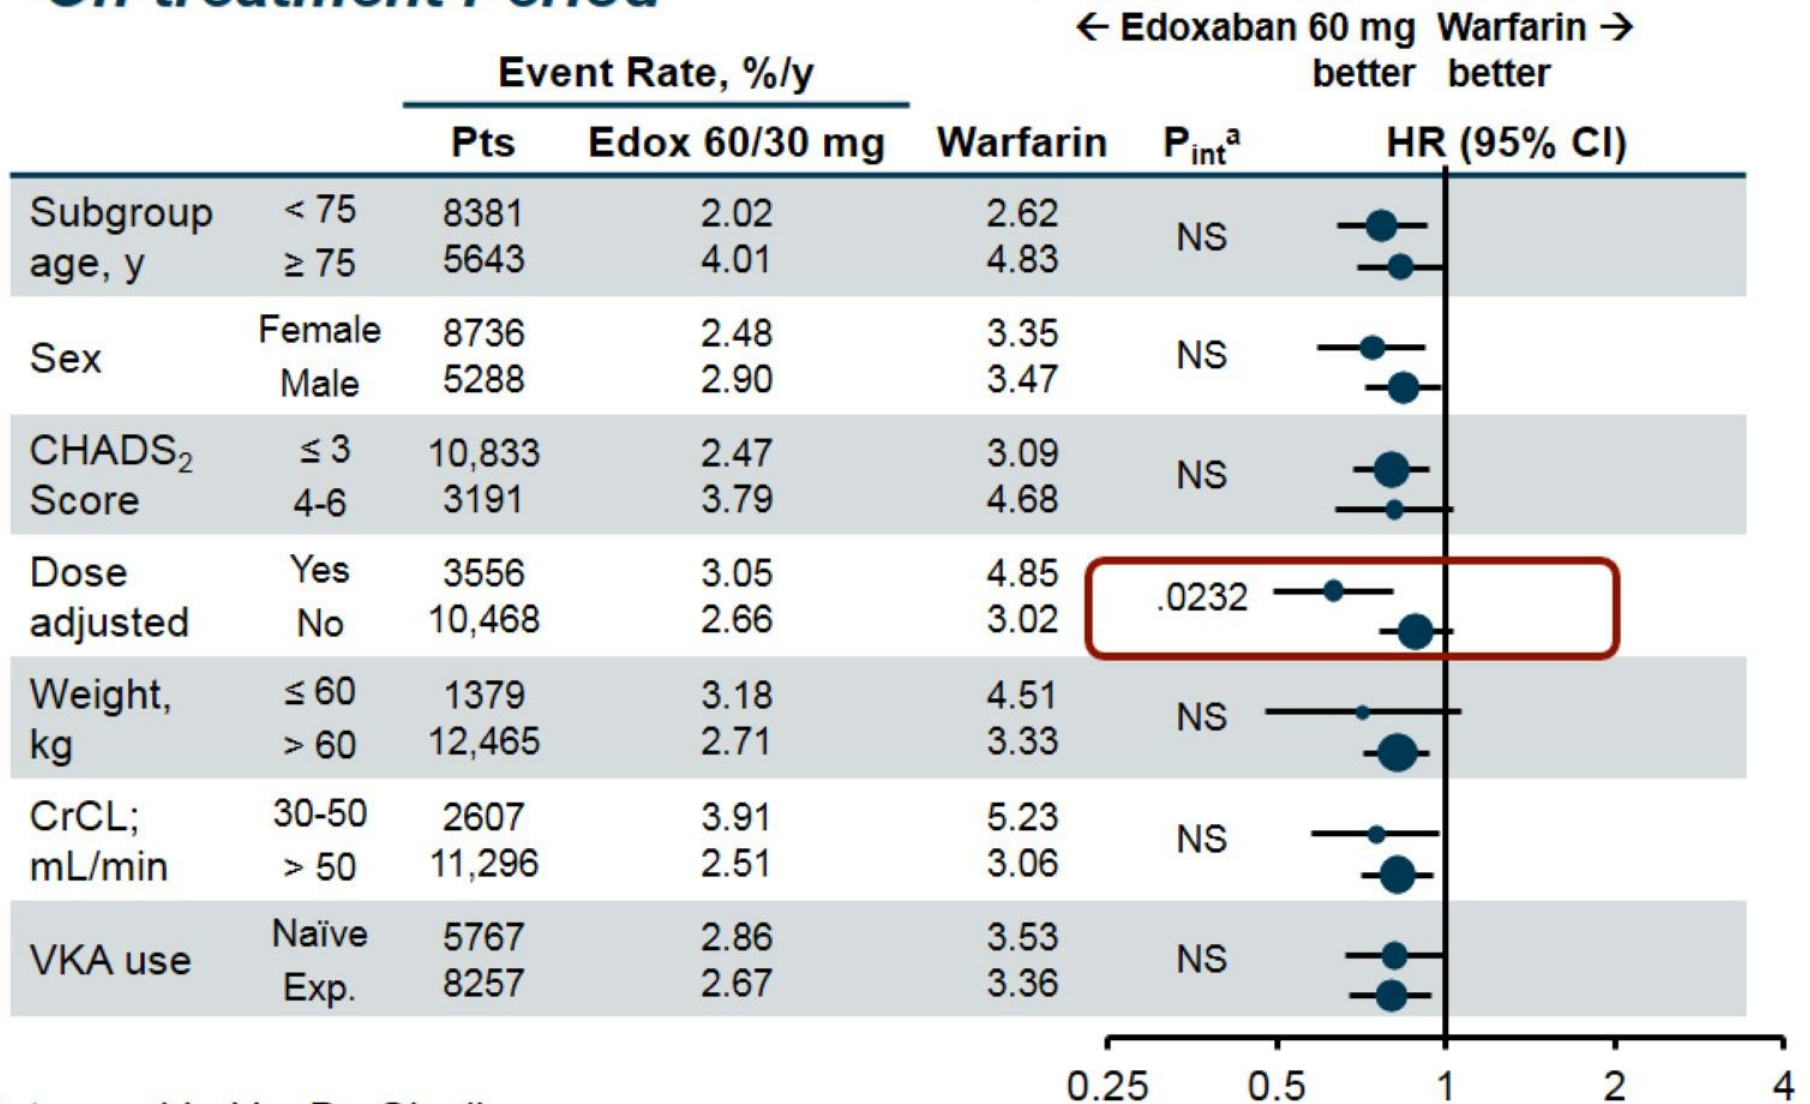 On-treatment Period
← Edoxaban 60 mg Warfarin →
better better
Event Rate, %/y
Pts Edox 60/30 mg Warfarin Pintᵃ HR (95% CI)
Subgroup < 75 8381 2.02 2.62
age, y ≥ 75 5643 4.01 4.83
NS
Sex
Female 8736 2.48 3.35
Male 5288 2.90 3.47
NS
CHADS₂ ≤ 3 10,833 2.47 3.09
Score 4-6 3191 3.79 4.68
NS
Dose Yes 3556 3.05 4.85
adjusted No 10,468 2.66 3.02
.0232
Weight, ≤ 60 1379 3.18 4.51
kg > 60 12,465 2.71 3.33
NS
CrCL; 30-50 2607 3.91 5.23
mL/min > 50 11,296 2.51 3.06
NS
VKA use
Naïve 5767 2.86 3.53
Exp. 8257 2.67 3.36
NS
0.25 0.5 1 2 4